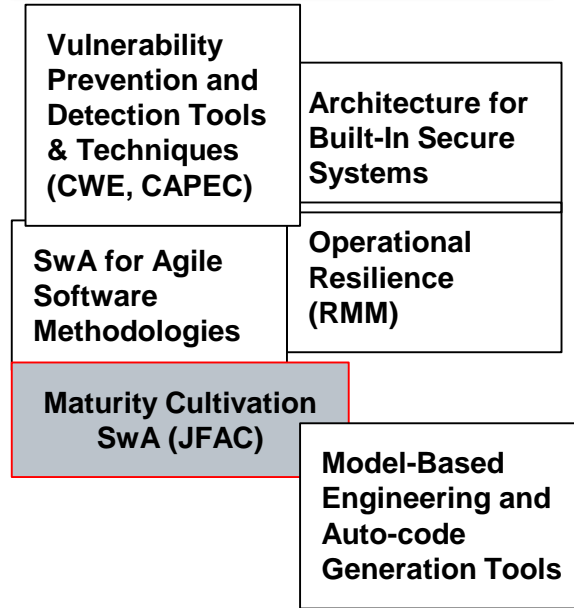 Vulnerability
Prevention and
Detection Tools
& Techniques
(CWE, CAPEC)
Architecture for
Built-In Secure
Systems
SwA for Agile
Software
Methodologies
Operational
Resilience
(RMM)
Maturity Cultivation
SwA (JFAC)
Model-Based
Engineering and
Auto-code
Generation Tools